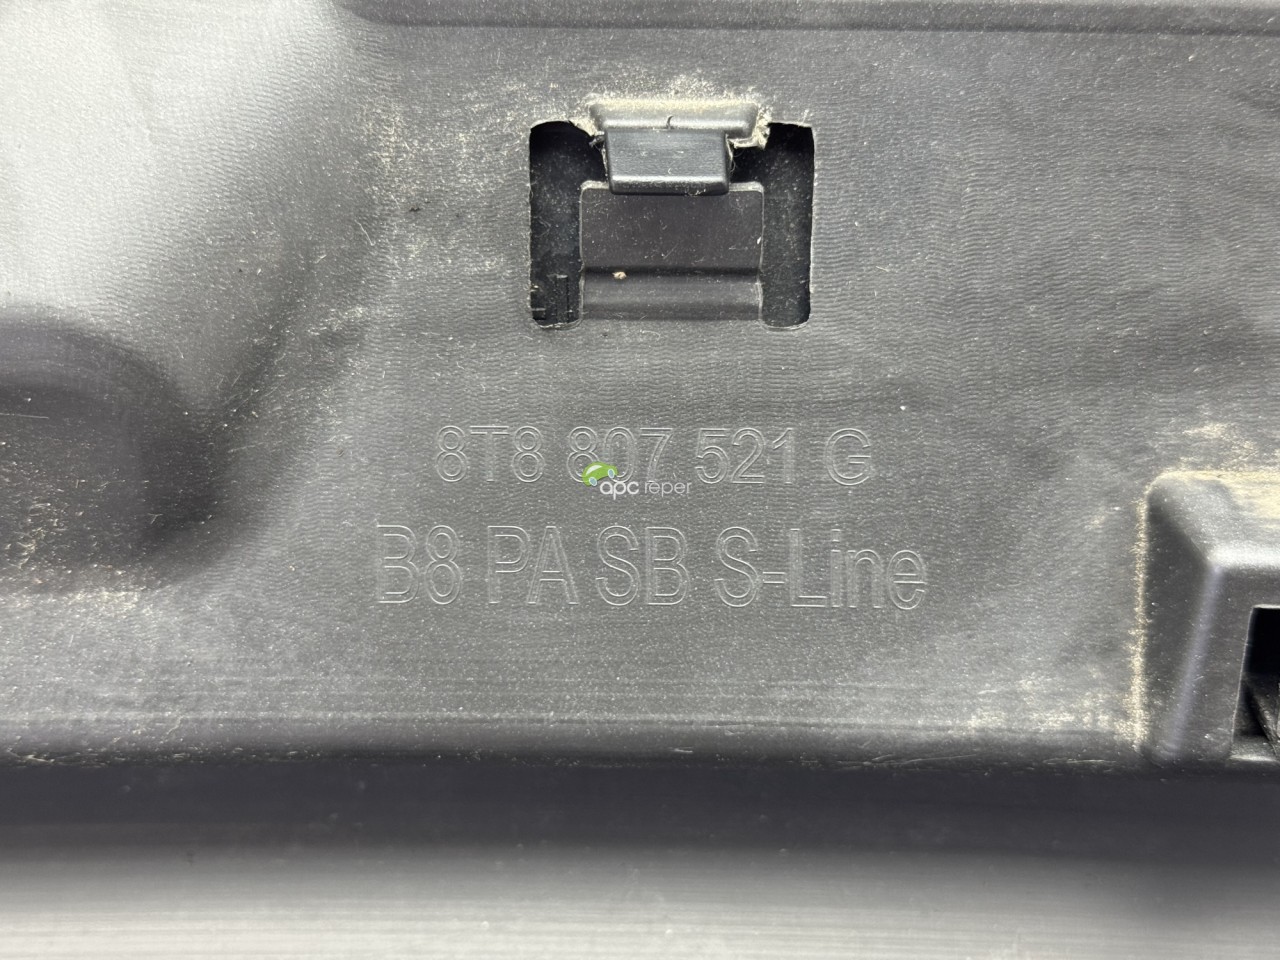 8T8 807 521 G
apc reper
B8 PA SB S-Line